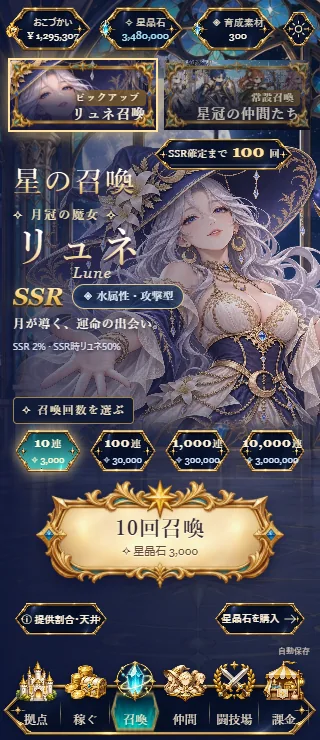 おこづかい
¥1,295,307
✧ 星晶石
3,480,000
◈ 育成素材
300
ピックアップ
リュネ召喚
常設召喚
星冠の仲間たち
SSR確定まで 100 回
星の召喚
✧ 月冠の魔女 ✧
リュネ
Lune
SSR
◈ 水属性・攻撃型
月が導く、運命の出会い。
SSR 2%・SSR時リュネ50%
✧ 召喚回数を選ぶ
10連
✧ 3,000
100連
✧ 30,000
1,000連
✧ 300,000
10,000連
✧ 3,000,000
10回召喚
✧ 星晶石 3,000
ⓘ 提供割合・天井
星晶石を購入 →
自動保存
拠点
稼ぐ
召喚
仲間
闘技場
課金